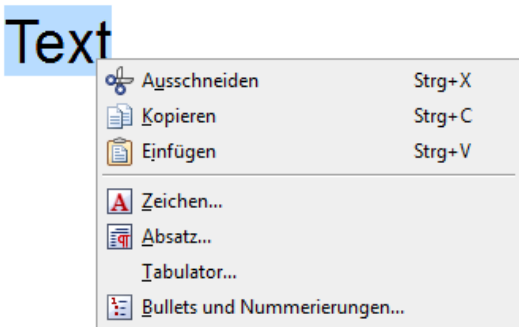 Text
Ausschneiden Strg+X
Kopieren Strg+C
Einfügen Strg+V
Zeichen...
Absatz...
Tabulator...
Bullets und Nummerierungen...